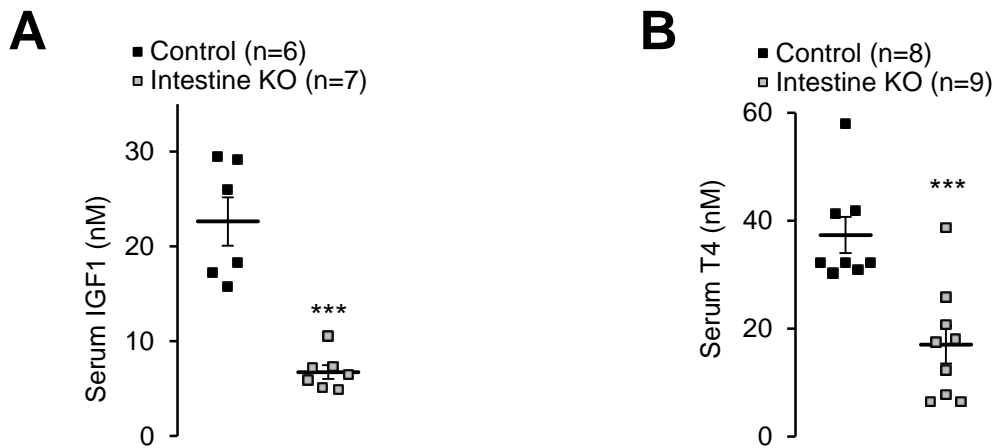 A
Control (n=6)
Intestine KO (n=7)
Serum IGF1 (nM)
30
20
10
0
***
B
Control (n=8)
Intestine KO (n=9)
Serum T4 (nM)
60
40
20
0
***